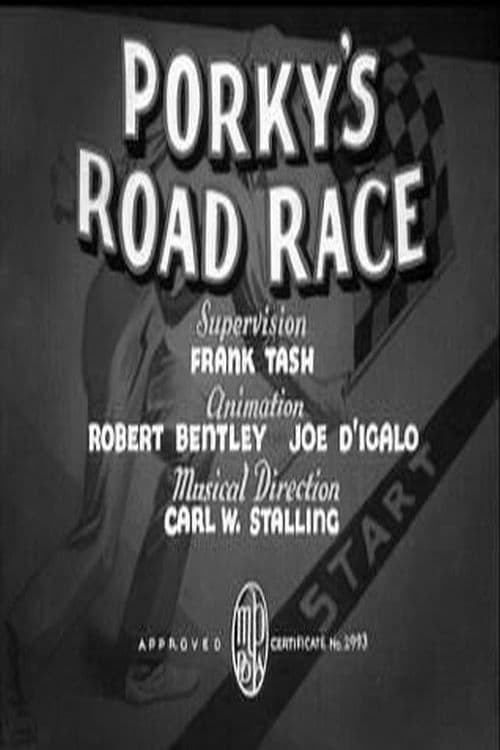 PORKY'S
ROAD RACE
Supervision
FRANK TASH
Animation
ROBERT BENTLEY JOE D'IGALO
Musical Direction
CARL W. STALLING
START
APPROVED MPPDA CERTIFICATE No. 2993